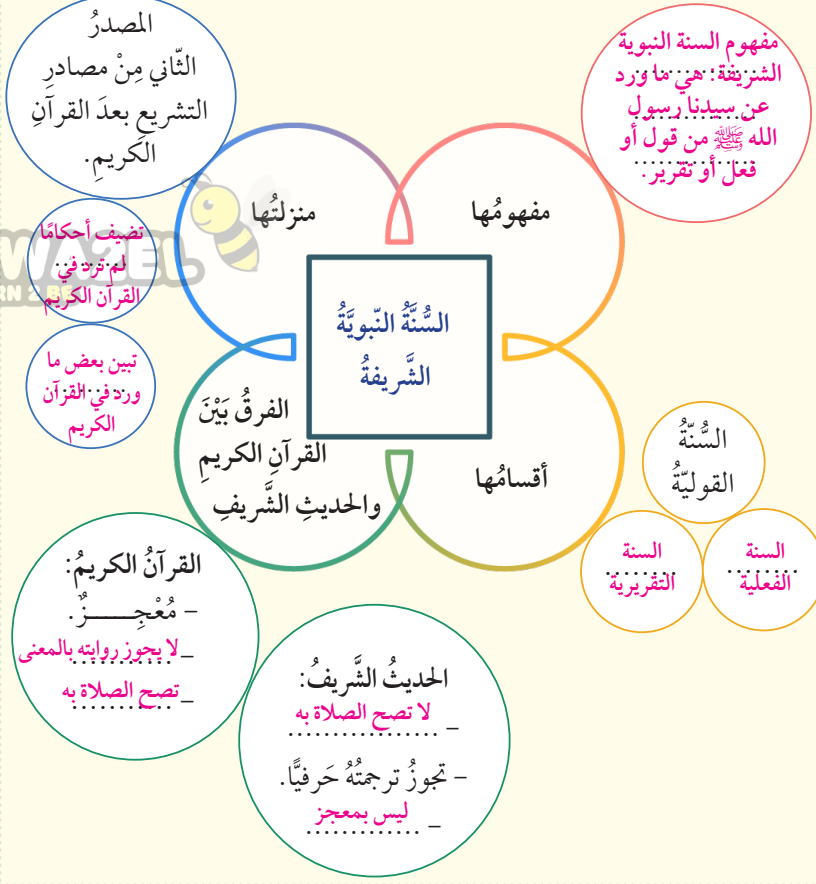 مفهوم السنة النبوية
الشريفة: هي ما ورد
عن سيدنا رسول
الله ﷺ من قول أو
فعل أو تقرير.
المصدرُ
الثّاني مِنْ مصادرِ
التشريعِ بعدَ القرآنِ
الكريمِ.
تضيف أحكامًا
لم ترد في
القرآن الكريم
تبين بعض ما
ورد في القرآن
الكريم
مفهومُها
منزلتُها
السُّنَّةُ النّبويَّةُ
الشَّريفةُ
الفرقُ بَيْنَ
القرآنِ الكريمِ
والحديثِ الشَّريفِ
أقسامُها
السُّنّةُ
القوليّةُ
السنة
الفعلية
السنة
التقريرية
القرآنُ الكريمُ:
– مُعْجِـــــزٌ.
– لا يجوز روايته بالمعنى
– تصح الصلاة به
الحديثُ الشَّريفُ:
– لا تصح الصلاة به
– تجوزُ ترجمتُهُ حَرفيًّا.
– ليس بمعجز